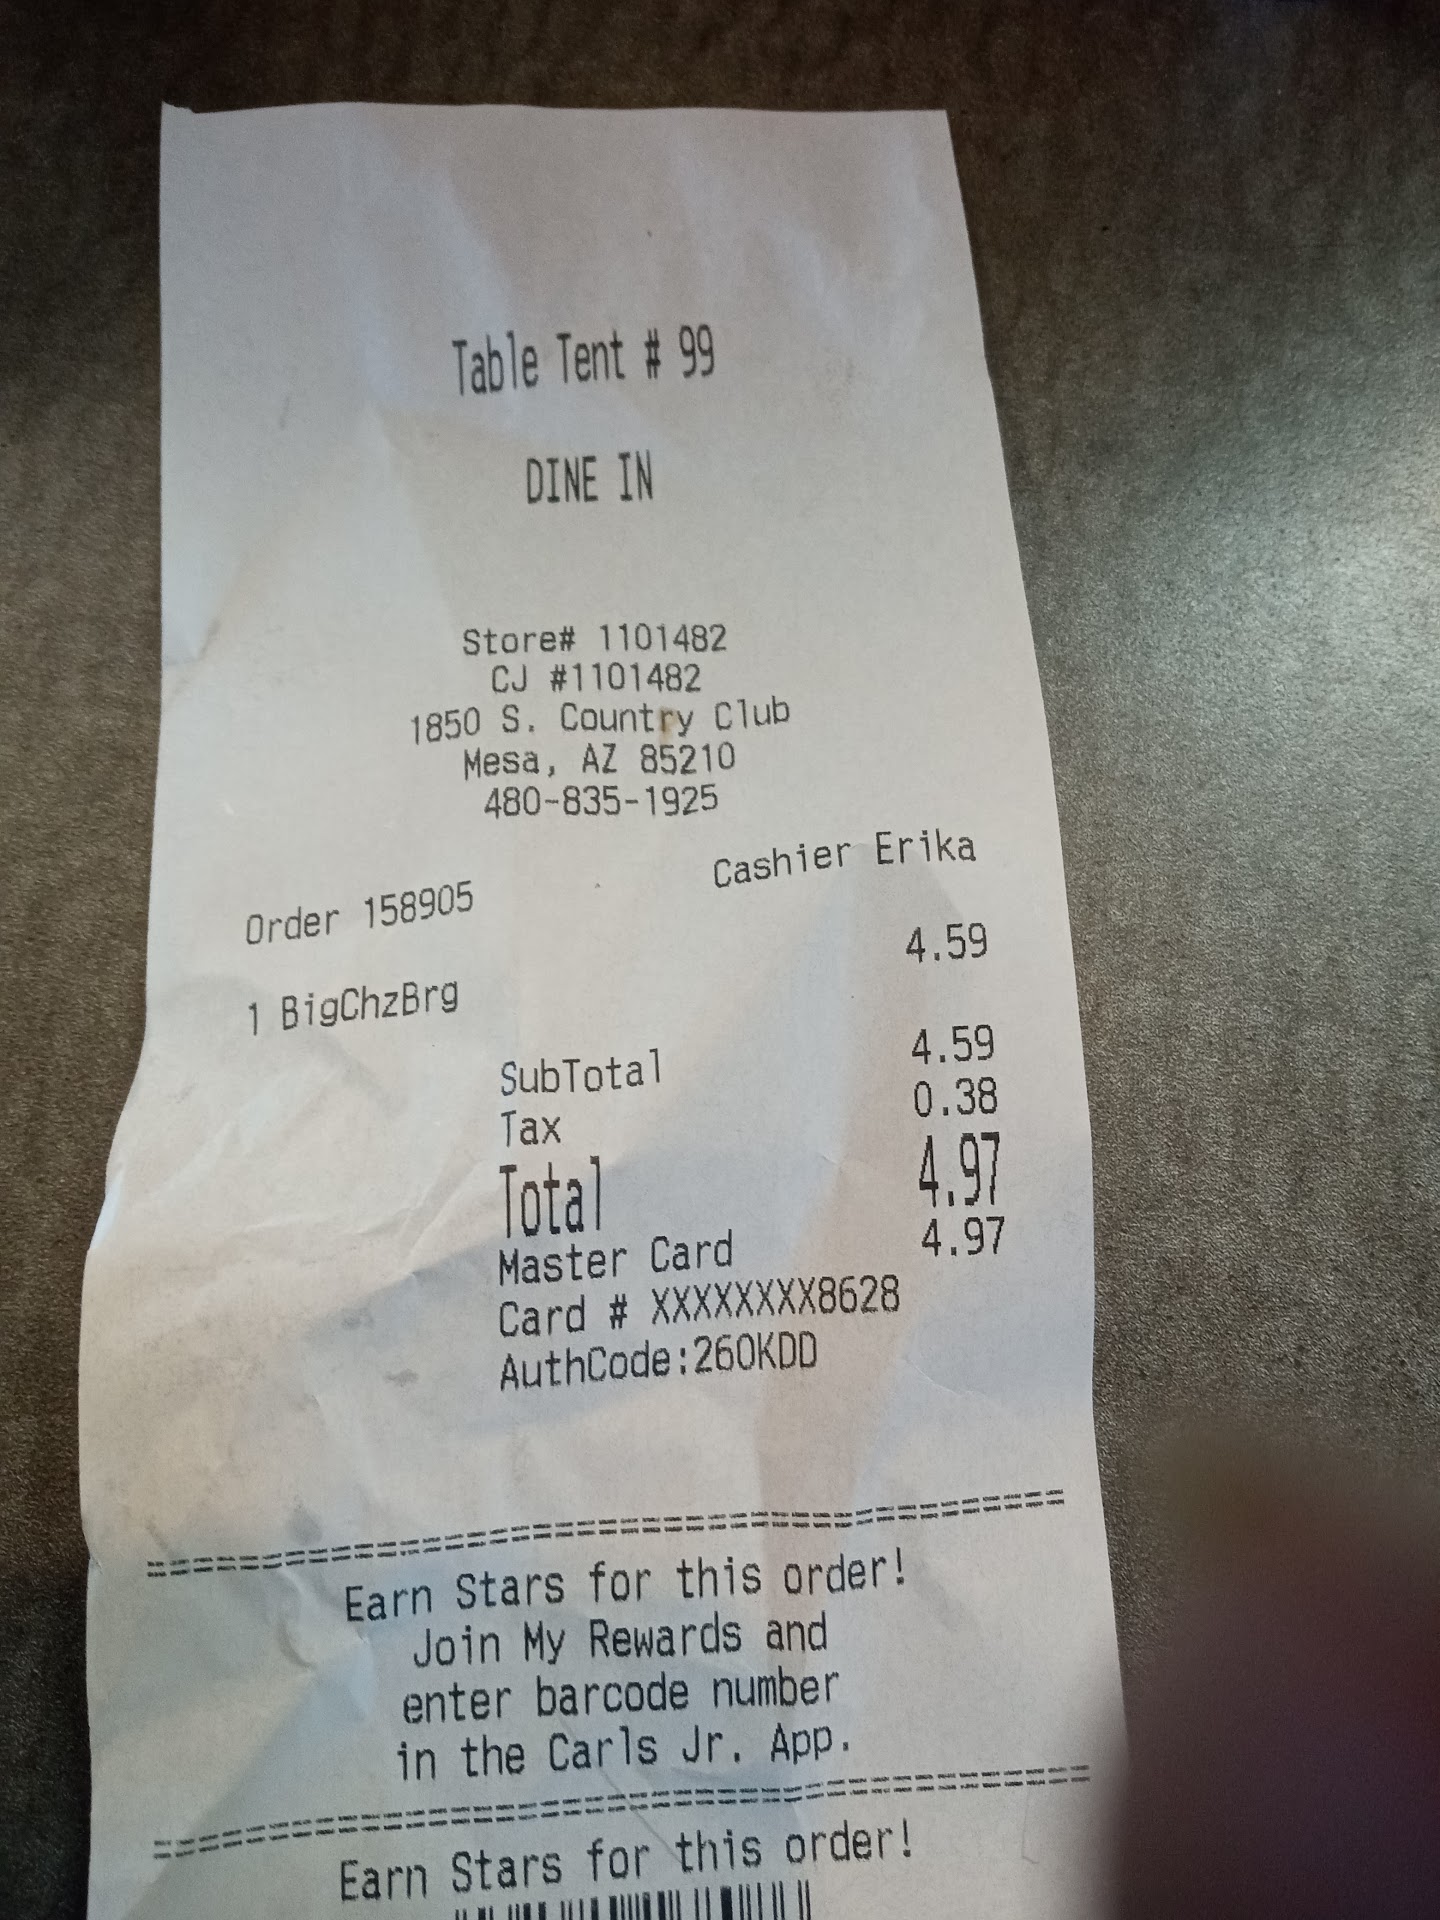 Table Tent # 99
DINE IN
Store# 1101482
CJ #1101482
1850 S. Country Club
Mesa, AZ 85210
480-835-1925
Order 158905 Cashier Erika
1 BigChzBrg 4.59
SubTotal 4.59
Tax 0.38
Total 4.97
Master Card 4.97
Card # XXXXXXXX8628
AuthCode:260KDD
================================================
Earn Stars for this order!
Join My Rewards and
enter barcode number
in the Carls Jr. App.
================================================
Earn Stars for this order!